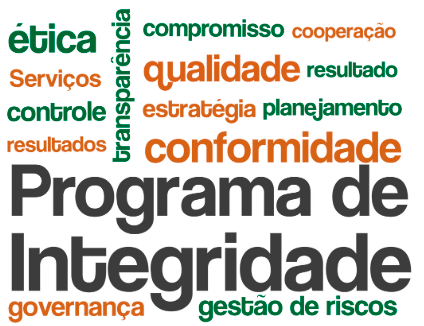 ética
transparência
compromisso
cooperação
Serviços
qualidade
resultado
controle
estratégia
planejamento
resultados
conformidade
Programa de
Integridade
governança
gestão de riscos